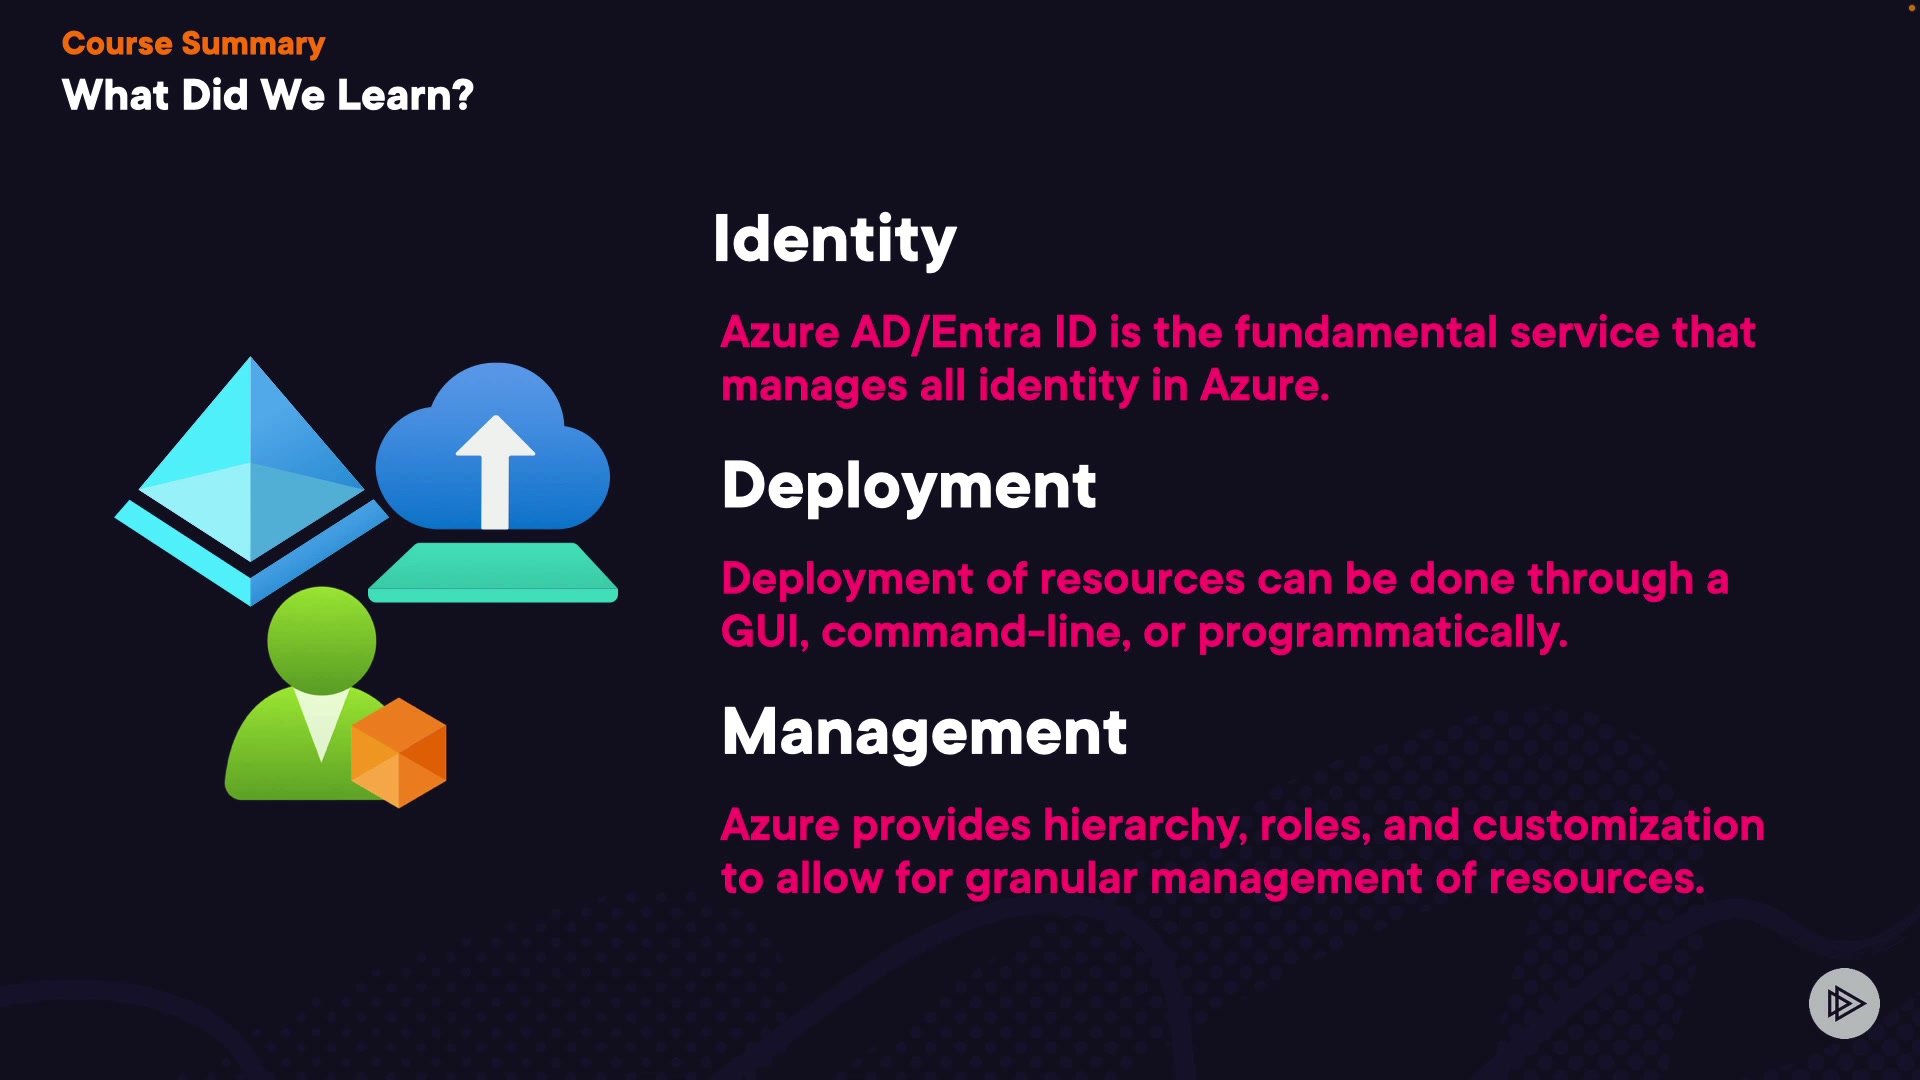 Course Summary
What Did We Learn?
Identity
Azure AD/Entra ID is the fundamental service that
manages all identity in Azure.
Deployment
Deployment of resources can be done through a
GUI, command-line, or programmatically.
Management
Azure provides hierarchy, roles, and customization
to allow for granular management of resources.